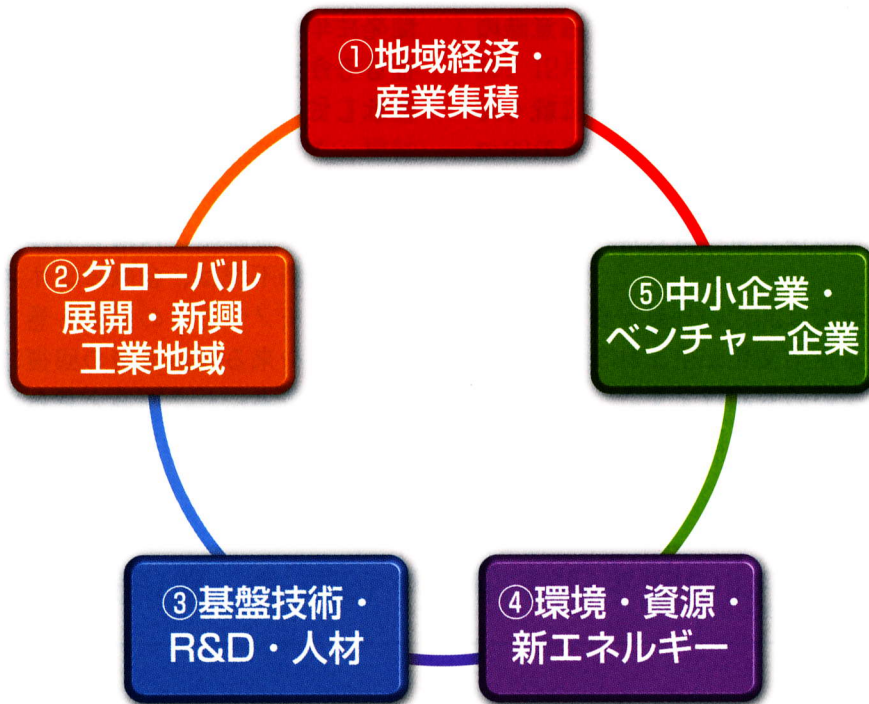 ①地域経済・
産業集積
②グローバル
展開・新興
工業地域
③基盤技術・
R&D・人材
④環境・資源・
新エネルギー
⑤中小企業・
ベンチャー企業